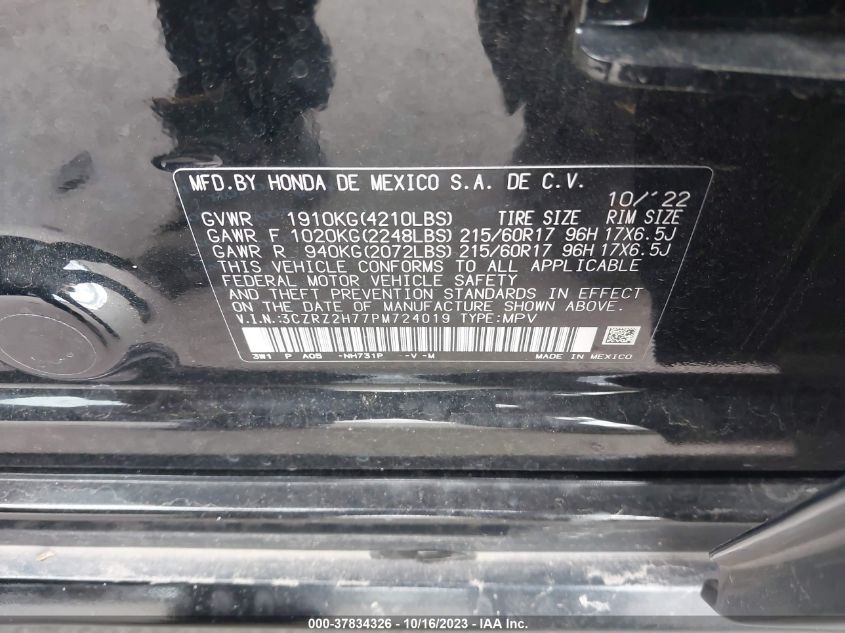 MFD.BY HONDA DE MEXICO S.A. DE C.V. 10/'22
GVWR 1910KG(4210LBS) TIRE SIZE RIM SIZE
GAWR F 1020KG(2248LBS) 215/60R17 96H 17X6.5J
GAWR R 940KG(2072LBS) 215/60R17 96H 17X6.5J
THIS VEHICLE CONFORMS TO ALL APPLICABLE
FEDERAL MOTOR VEHICLE SAFETY
AND THEFT PREVENTION STANDARDS IN EFFECT
ON THE DATE OF MANUFACTURE SHOWN ABOVE.
V.I.N.:3CZRZ2H77PM724019 TYPE:MPV
3W1 P A05 -NH731P --V -M MADE IN MEXICO
000-37834326 - 10/16/2023 - © IAA Inc.